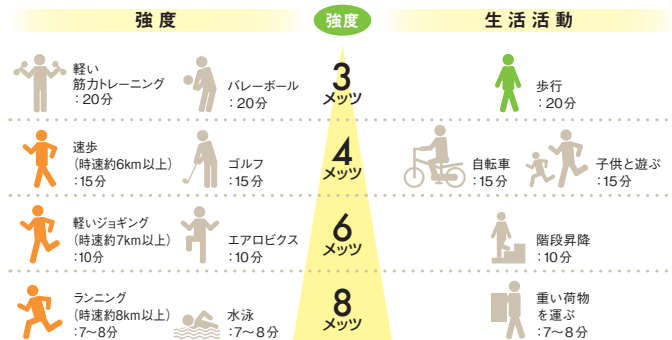 強度
強度
生活活動
軽い
筋力トレーニング
:20分
バレーボール
:20分
3
メッツ
歩行
:20分
速歩
(時速約6km以上)
:15分
ゴルフ
:15分
4
メッツ
自転車
:15分
子供と遊ぶ
:15分
軽いジョギング
(時速約7km以上)
:10分
エアロビクス
:10分
6
メッツ
階段昇降
:10分
ランニング
(時速約8km以上)
:7〜8分
水泳
:7〜8分
8
メッツ
重い荷物
を運ぶ
:7〜8分